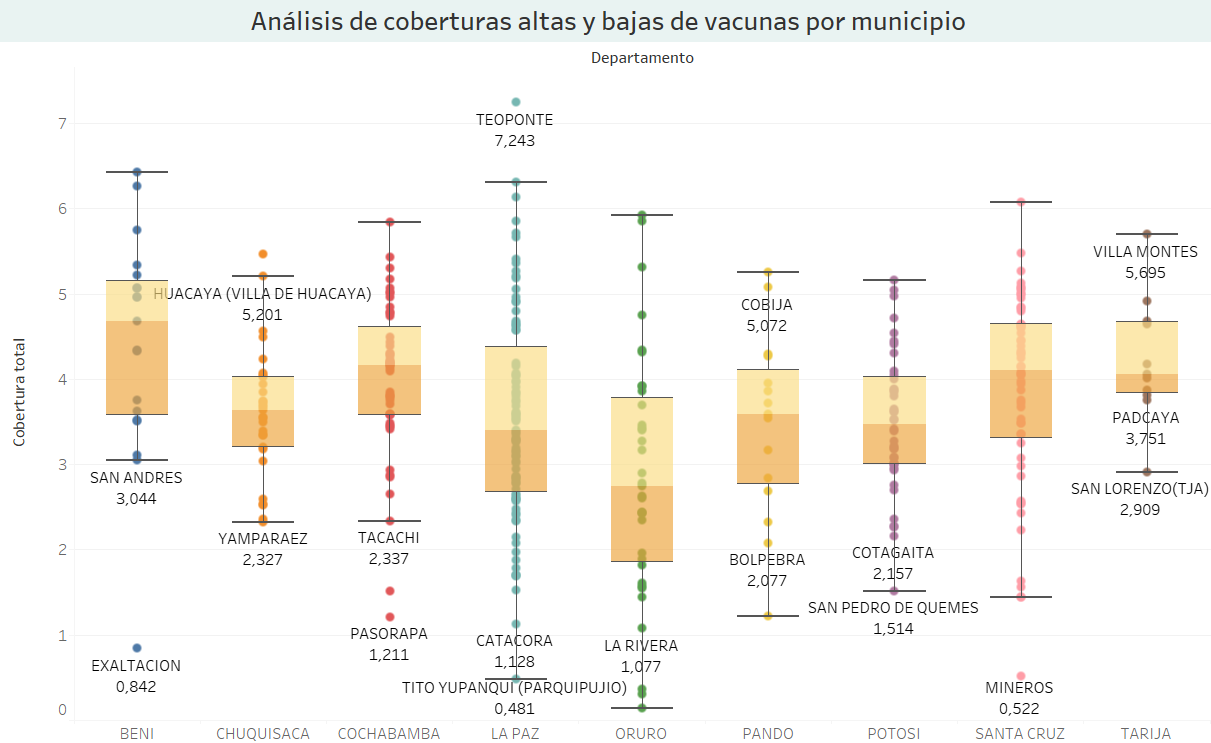 Análisis de coberturas altas y bajas de vacunas por municipio
Departamento
Cobertura total
7
6
5
4
3
2
1
0
TEOPONTE
7,243
VILLA MONTES
5,695
HUACAYA (VILLA DE HUACAYA)
5,201
COBIJA
5,072
PADCAYA
3,751
SAN ANDRES
3,044
SAN LORENZO(TJA)
2,909
YAMPARAEZ
2,327
TACACHI
2,337
COTAGAITA
2,157
BOLPEBRA
2,077
SAN PEDRO DE QUEMES
1,514
PASORAPA
1,211
CATACORA
1,128
LA RIVERA
1,077
EXALTACION
0,842
TITO YUPANQUI (PARQUIPUJIO)
0,481
MINEROS
0,522
BENI
CHUQUISACA
COCHABAMBA
LA PAZ
ORURO
PANDO
POTOSI
SANTA CRUZ
TARIJA